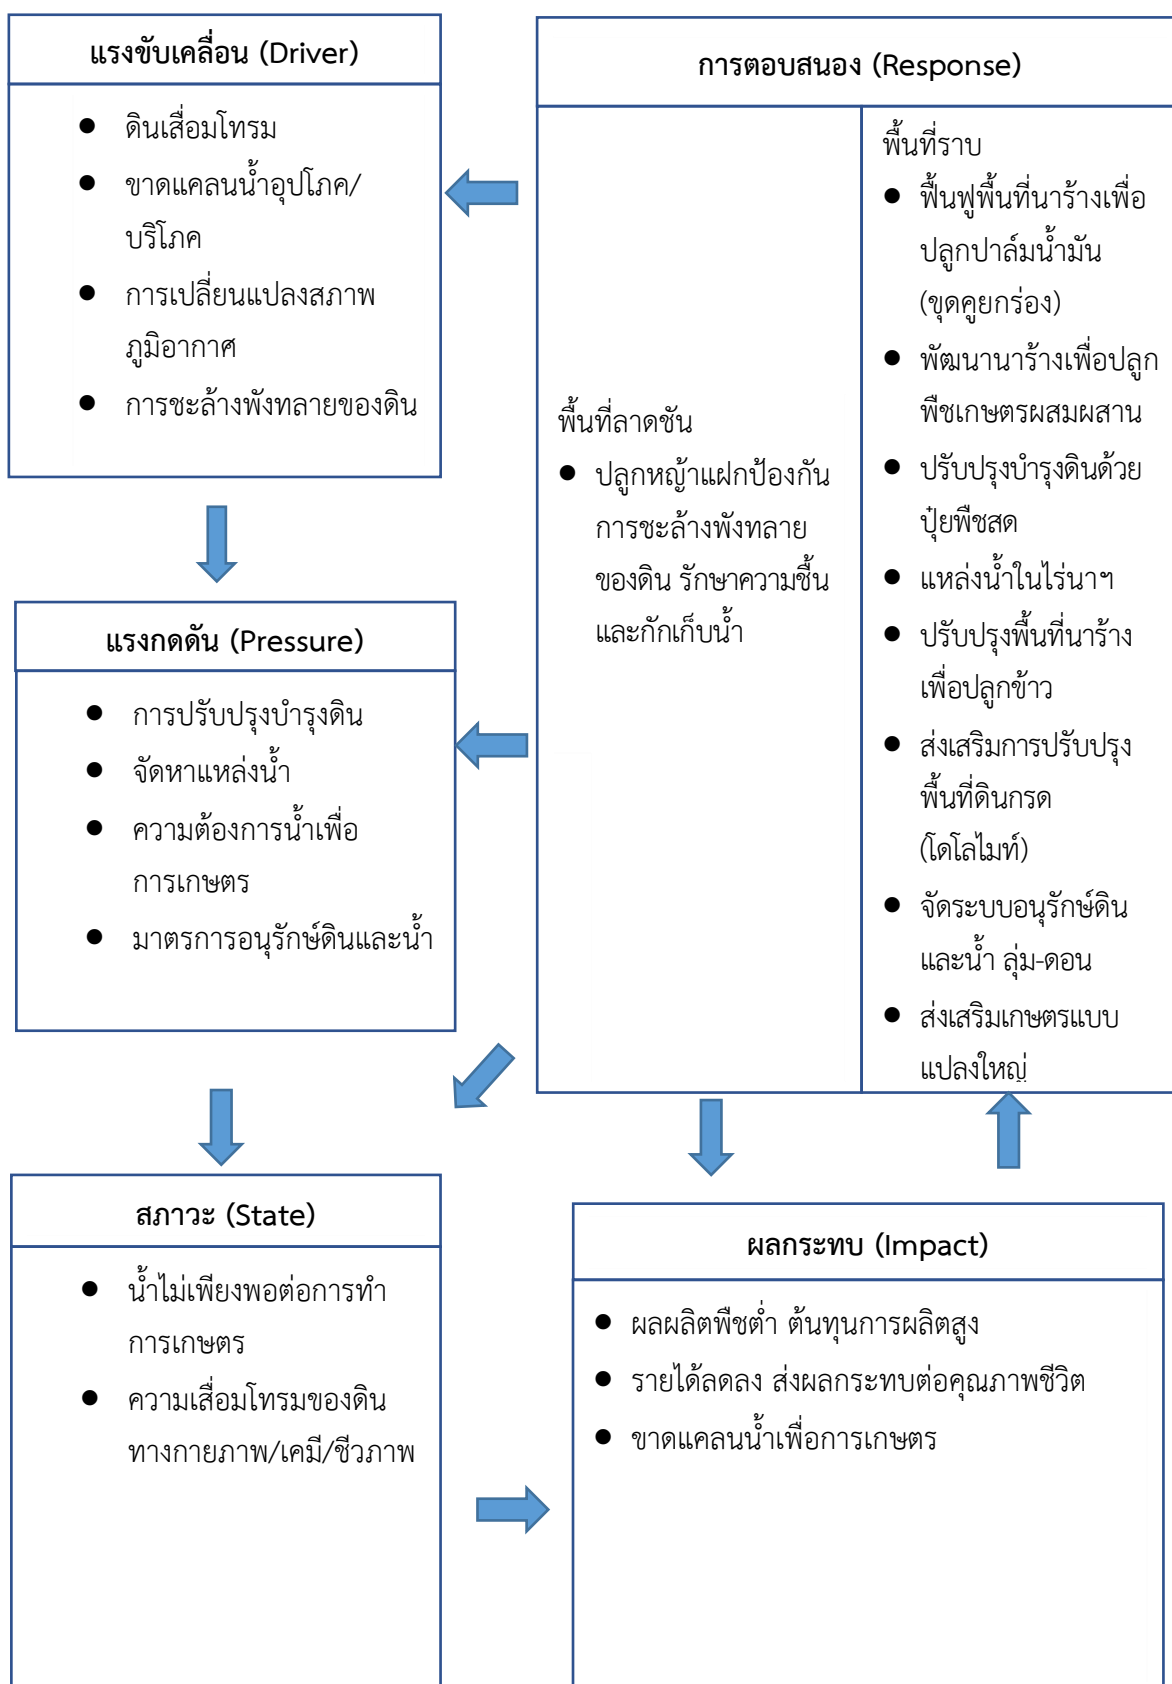 แรงขับเคลื่อน (Driver)
● ดินเสื่อมโทรม
● ขาดแคลนน้ำอุปโภค/
บริโภค
● การเปลี่ยนแปลงสภาพ
ภูมิอากาศ
● การชะล้างพังทลายของดิน
การตอบสนอง (Response)
พื้นที่ลาดชัน
● ปลูกหญ้าแฝกป้องกัน
การชะล้างพังทลาย
ของดิน รักษาความชื้น
และกักเก็บน้ำ
พื้นที่ราบ
● ฟื้นฟูพื้นที่นาร้างเพื่อ
ปลูกปาล์มน้ำมัน
(ขุดคูยกร่อง)
● พัฒนานาร้างเพื่อปลูก
พืชเกษตรผสมผสาน
● ปรับปรุงบำรุงดินด้วย
ปุ๋ยพืชสด
● แหล่งน้ำในไร่นาฯ
● ปรับปรุงพื้นที่นาร้าง
เพื่อปลูกข้าว
● ส่งเสริมการปรับปรุง
พื้นที่ดินกรด
(โดโลไมท์)
● จัดระบบอนุรักษ์ดิน
และน้ำ ลุ่ม-ดอน
● ส่งเสริมเกษตรแบบ
แปลงใหญ่
แรงกดดัน (Pressure)
● การปรับปรุงบำรุงดิน
● จัดหาแหล่งน้ำ
● ความต้องการน้ำเพื่อ
การเกษตร
● มาตรการอนุรักษ์ดินและน้ำ
สภาวะ (State)
● น้ำไม่เพียงพอต่อการทำ
การเกษตร
● ความเสื่อมโทรมของดิน
ทางกายภาพ/เคมี/ชีวภาพ
ผลกระทบ (Impact)
● ผลผลิตพืชต่ำ ต้นทุนการผลิตสูง
● รายได้ลดลง ส่งผลกระทบต่อคุณภาพชีวิต
● ขาดแคลนน้ำเพื่อการเกษตร